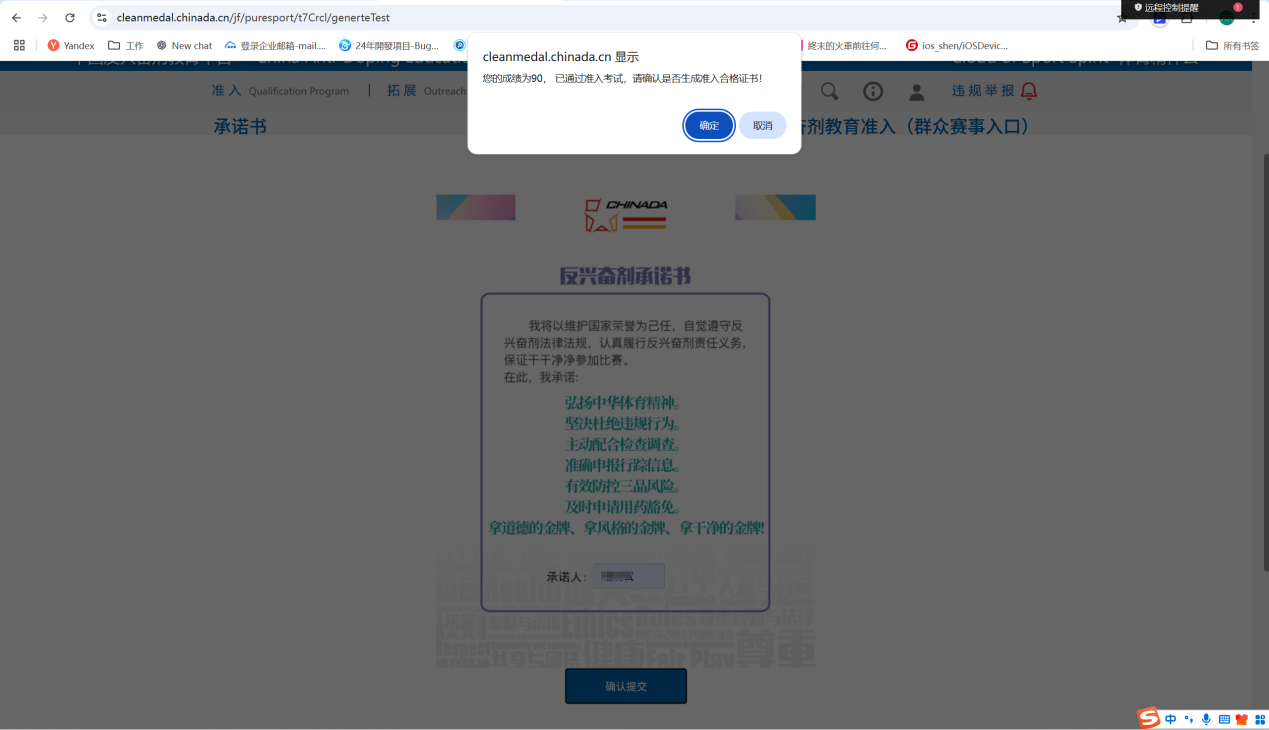 远程控制提醒
1
cleanmedal.chinada.cn/jf/puresport/t7Crcl/generteTest
Yandex
工作
New chat
登录企业邮箱-mail....
24年開發項目-Bug...
終末的火車前往何...
ios_shen/iOSDevic...
所有书签
cleanmedal.chinada.cn 显示
您的成绩为90， 已通过准入考试，请确认是否生成准入合格证书!
确定
取消
准入 Qualification Program
拓展 Outreach
违规举报
承诺书
剂教育准入（群众赛事入口）
CHINADA
反兴奋剂承诺书
我将以维护国家荣誉为己任，自觉遵守反
兴奋剂法律法规，认真履行反兴奋剂责任义务，
保证干干净净参加比赛。
在此，我承诺:
弘扬中华体育精神。
坚决杜绝违规行为。
主动配合检查调查。
准确申报行踪信息。
有效防控三品风险。
及时申请用药豁免。
拿道德的金牌、拿风格的金牌、拿干净的金牌!
承诺人：
Health
规则
Ethics
Rules
Respect
健康
Fair Play
尊重
确认提交
中